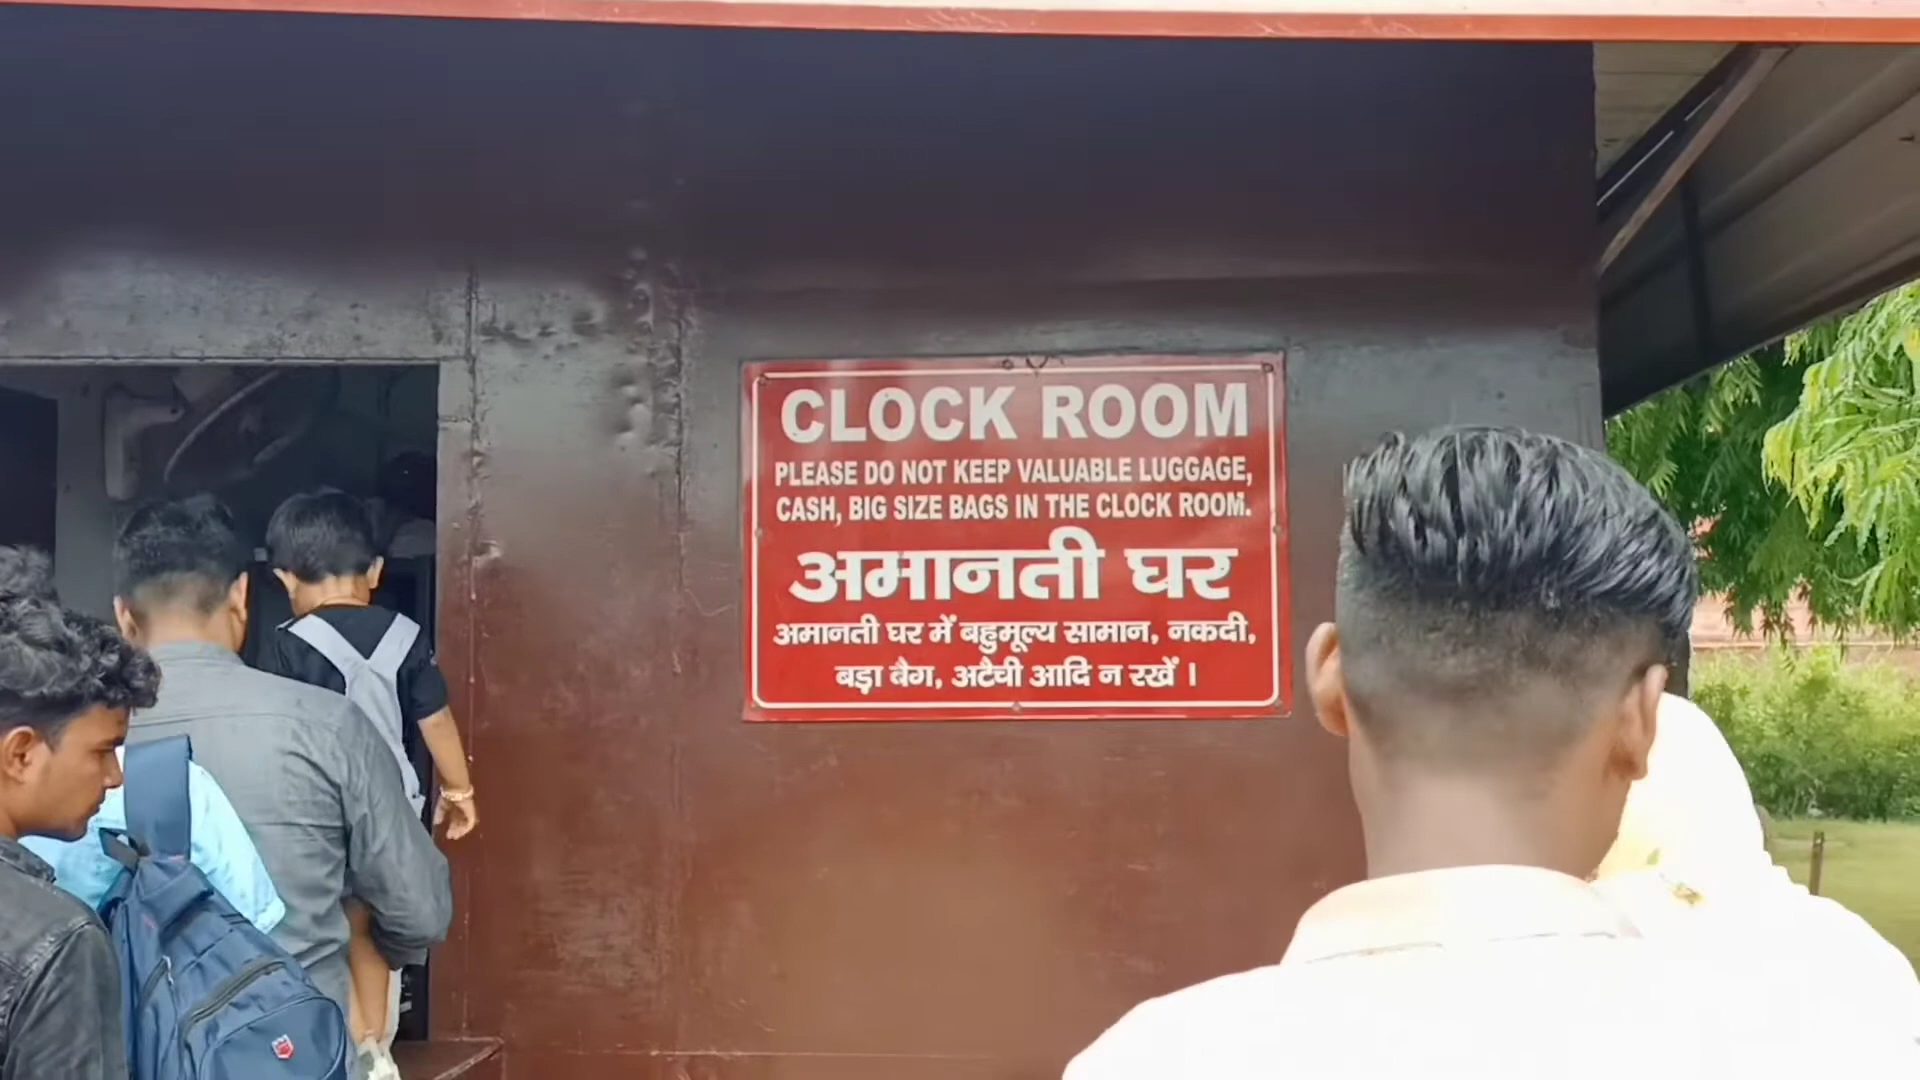 CLOCK ROOM
PLEASE DO NOT KEEP VALUABLE LUGGAGE,
CASH, BIG SIZE BAGS IN THE CLOCK ROOM.
अमानती घर
अमानती घर में बहुमूल्य सामान, नकदी,
बड़ा बैग, अटैची आदि न रखें ।